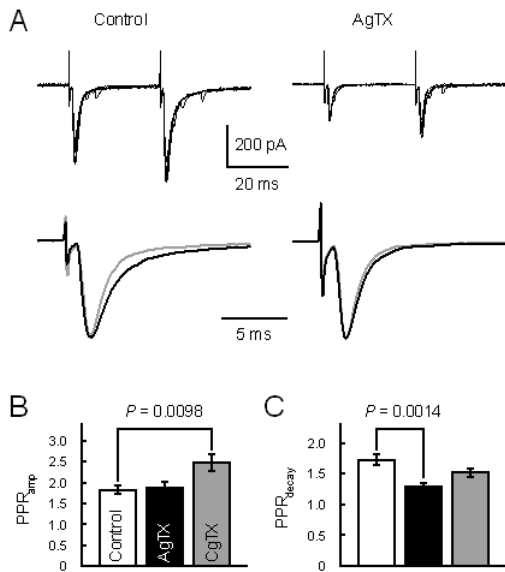 A
Control
AgTX
200 pA
20 ms
5 ms
B
P = 0.0098
PPRamp
3.0
2.5
2.0
1.5
1.0
0.5
0
Control
AgTX
CgTX
C
P = 0.0014
PPRdecay
2.0
1.5
1.0
0.5
0